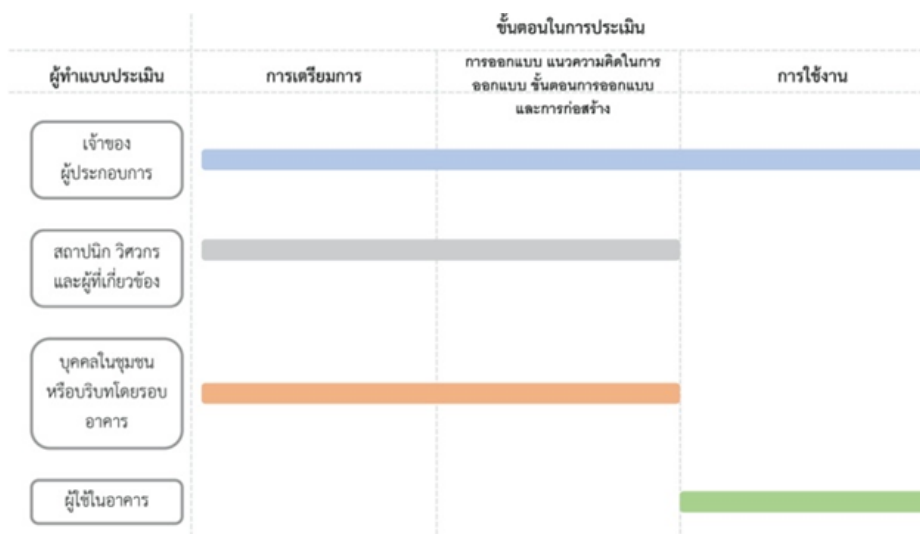 ขั้นตอนในการประเมิน
ผู้ทำแบบประเมิน
การเตรียมการ
การออกแบบ แนวความคิดในการ
ออกแบบ ขั้นตอนการออกแบบ
และการก่อสร้าง
การใช้งาน
เจ้าของ
ผู้ประกอบการ
สถาปนิก วิศวกร
และผู้ที่เกี่ยวข้อง
บุคคลในชุมชน
หรือบริบทโดยรอบ
อาคาร
ผู้ใช้ในอาคาร